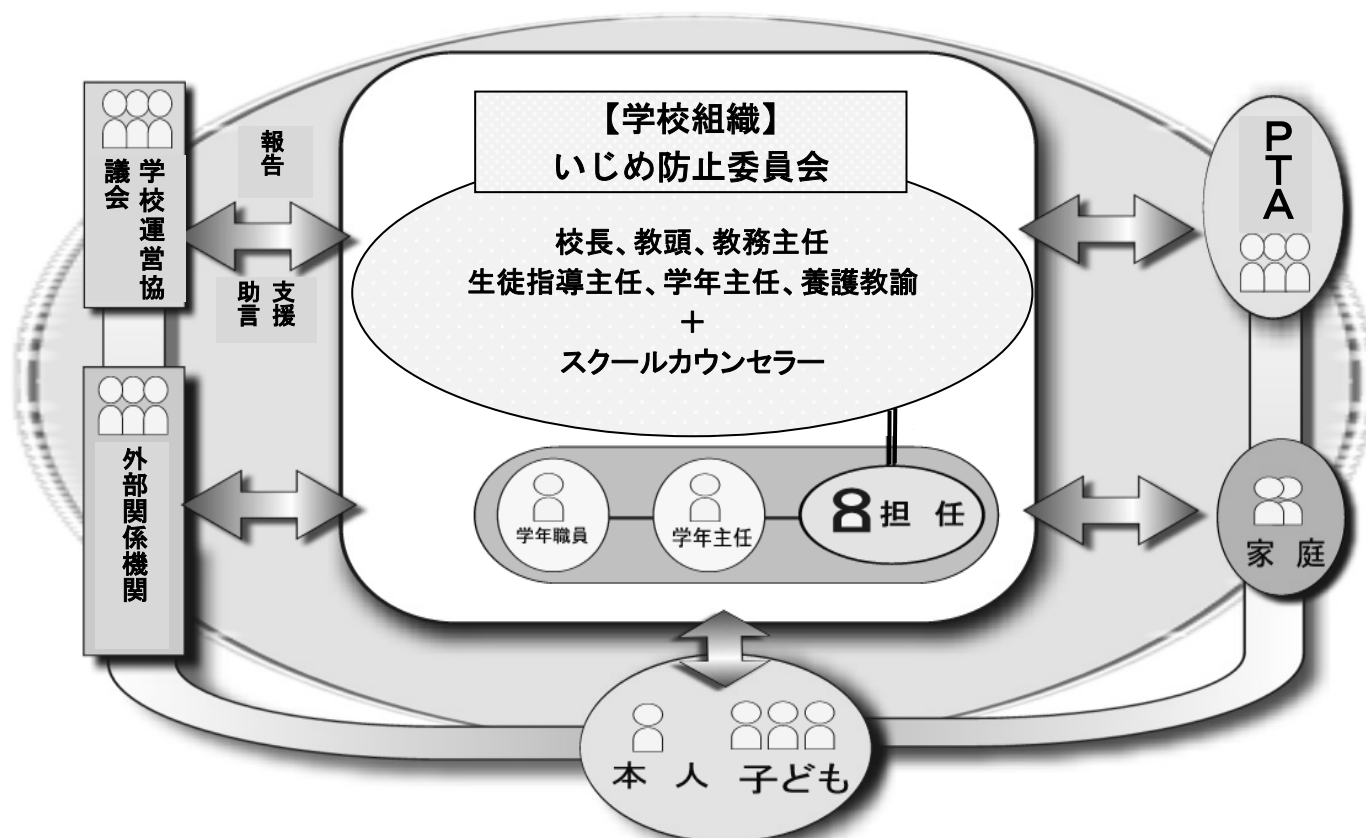 【学校組織】
いじめ防止委員会
校長、教頭、教務主任
生徒指導主任、学年主任、養護教諭
＋
スクールカウンセラー
学校運営協
議会
報告
支援
助言
外部関係機関
PTA
家庭
学年職員
学年主任
担任
本人
子ども